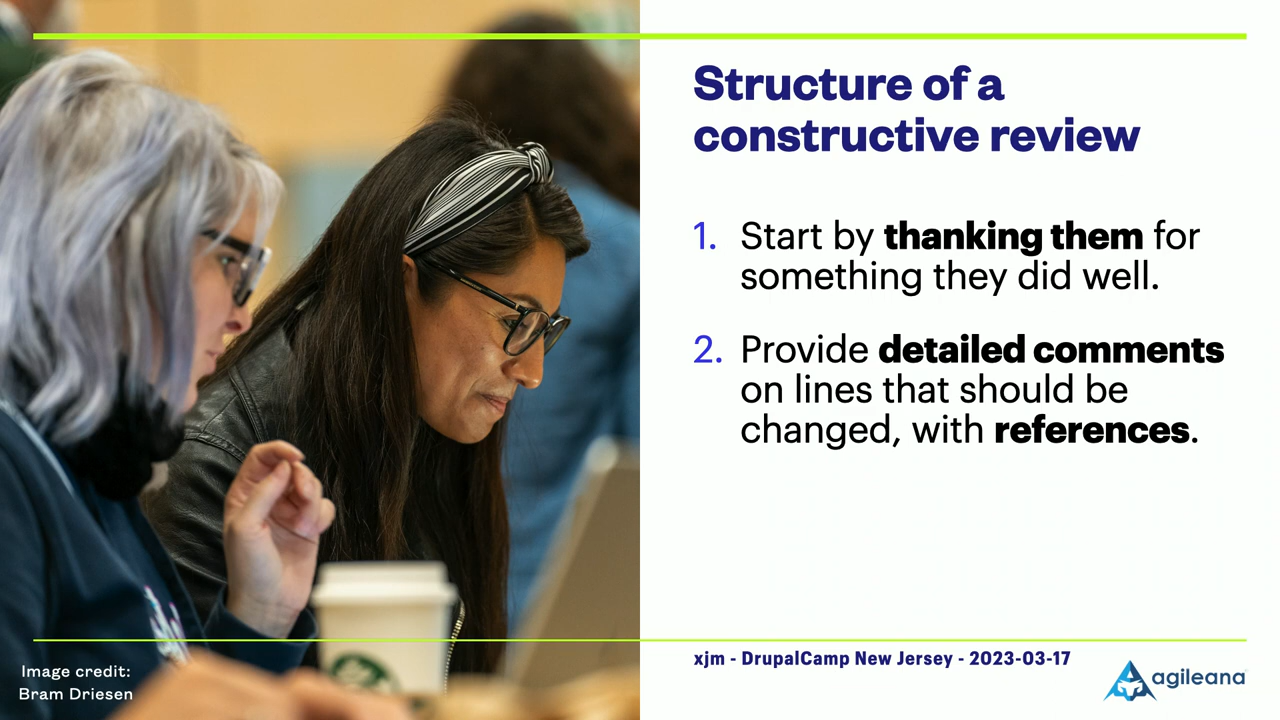 Structure of a
constructive review
1. Start by thanking them for
something they did well.
2. Provide detailed comments
on lines that should be
changed, with references.
xjm - DrupalCamp New Jersey - 2023-03-17
agileana
Image credit:
Bram Driesen